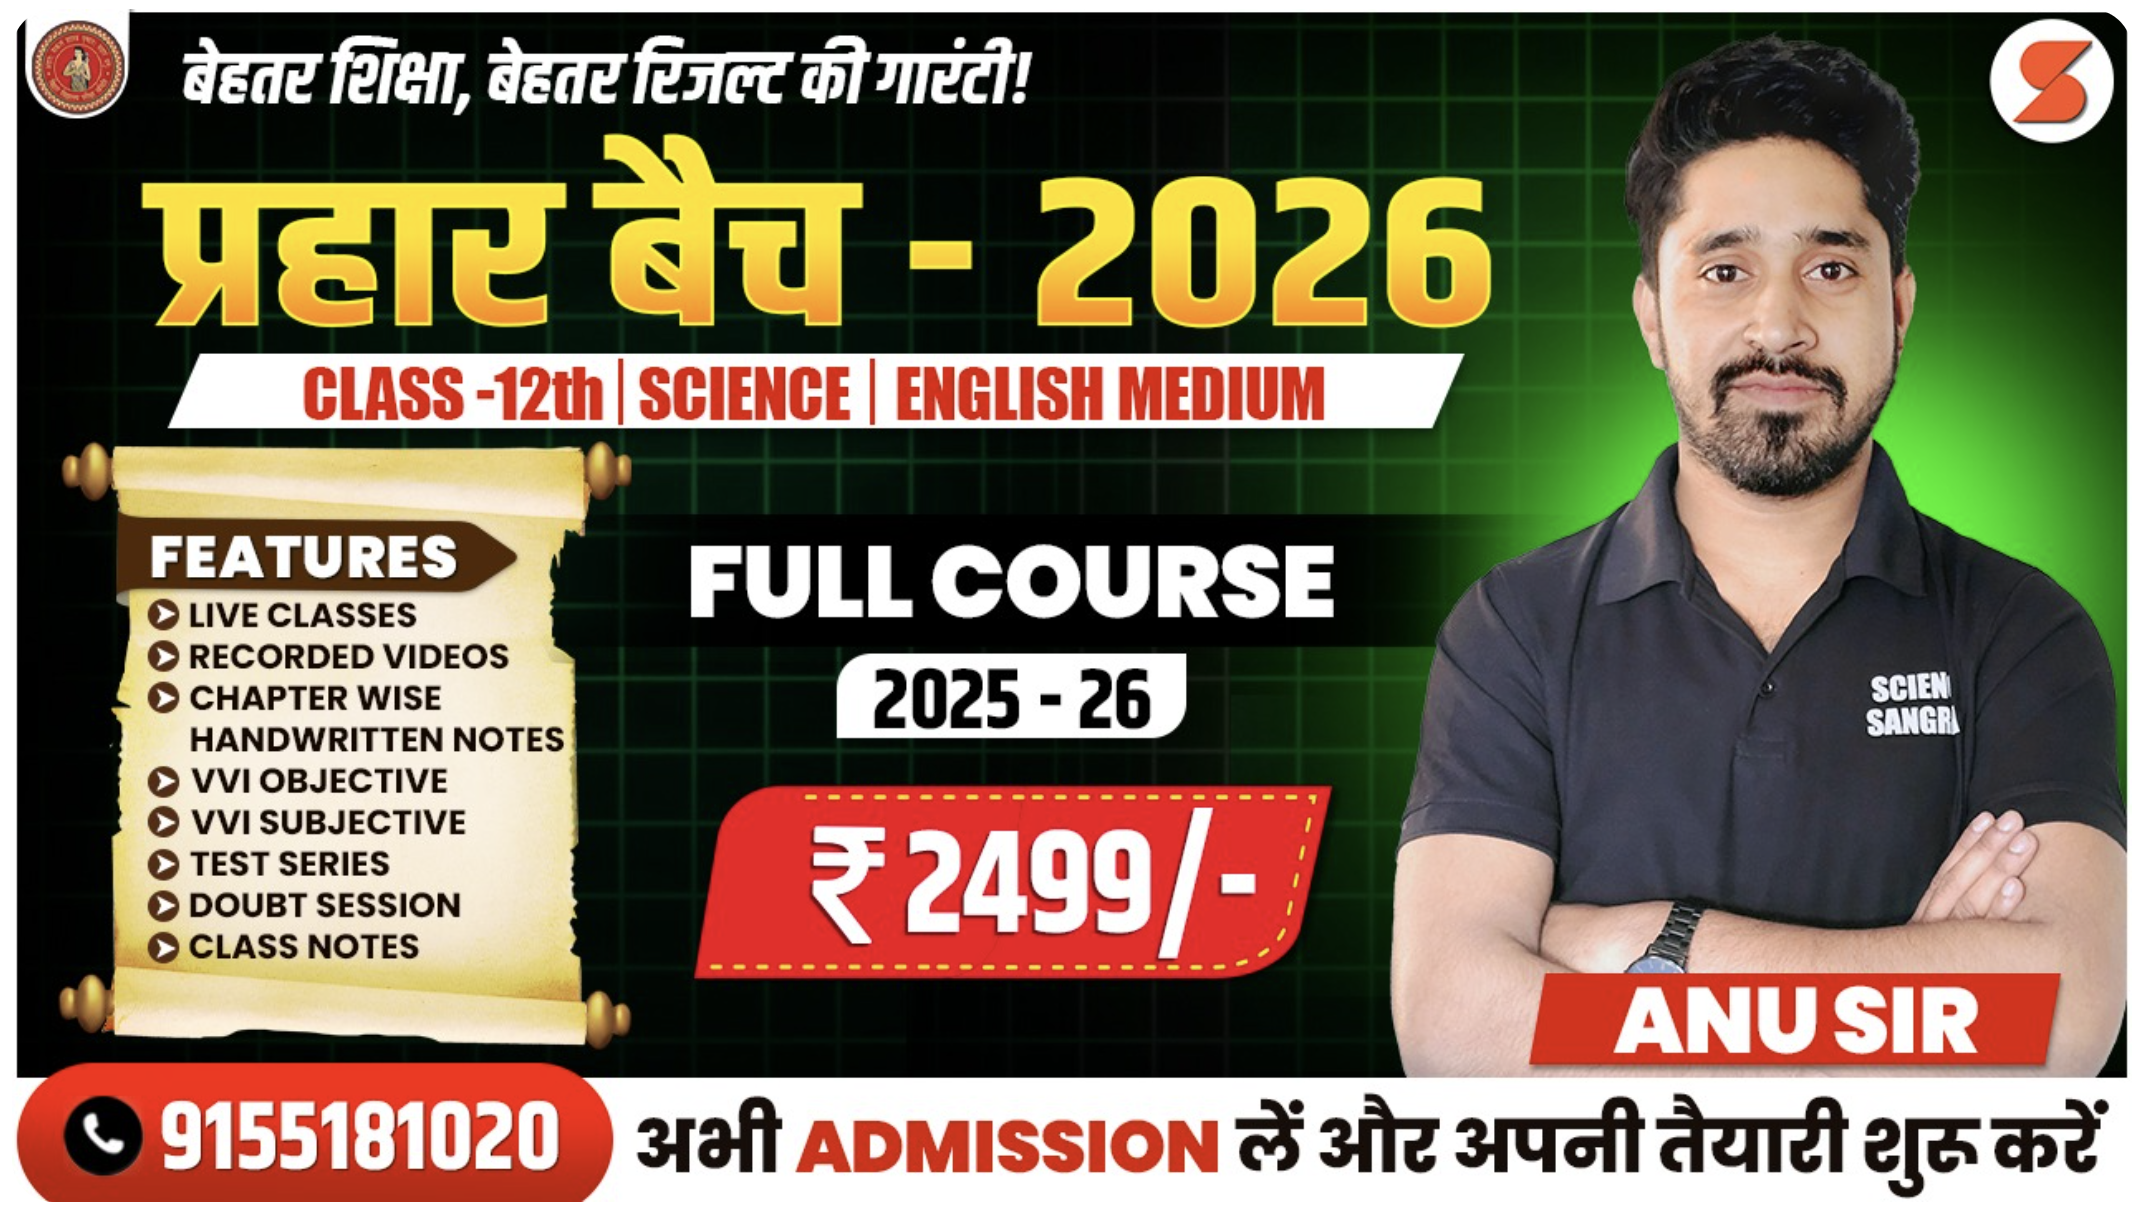 बेहतर शिक्षा, बेहतर रिजल्ट की गारंटी!
प्रहार बैच - 2026
CLASS -12th | SCIENCE | ENGLISH MEDIUM
FEATURES
LIVE CLASSES
RECORDED VIDEOS
CHAPTER WISE
HANDWRITTEN NOTES
VVI OBJECTIVE
VVI SUBJECTIVE
TEST SERIES
DOUBT SESSION
CLASS NOTES
FULL COURSE
2025 - 26
₹ 2499/-
SCIEN
SANGRA
ANU SIR
9155181020
अभी ADMISSION लें और अपनी तैयारी शुरू करें